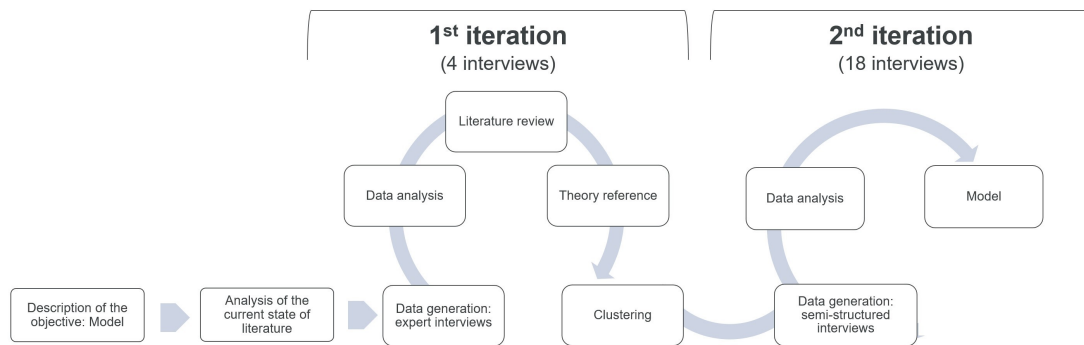 1st iteration
(4 interviews)
2nd iteration
(18 interviews)
Literature review
Data analysis
Theory reference
Data analysis
Model
Description of the
objective: Model
Analysis of the
current state of
literature
Data generation:
expert interviews
Clustering
Data generation:
semi-structured
interviews